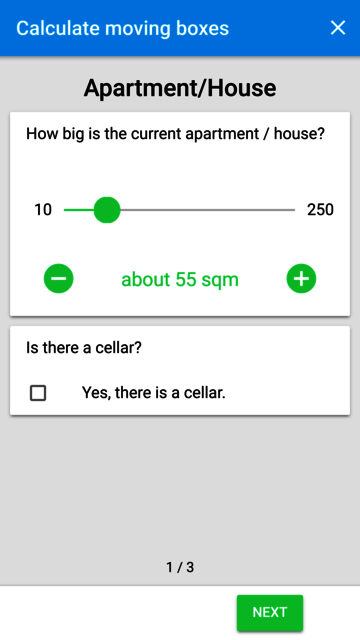 Calculate moving boxes
Apartment/House
How big is the current apartment / house?
10
250
about 55 sqm
Is there a cellar?
Yes, there is a cellar.
1 / 3
NEXT